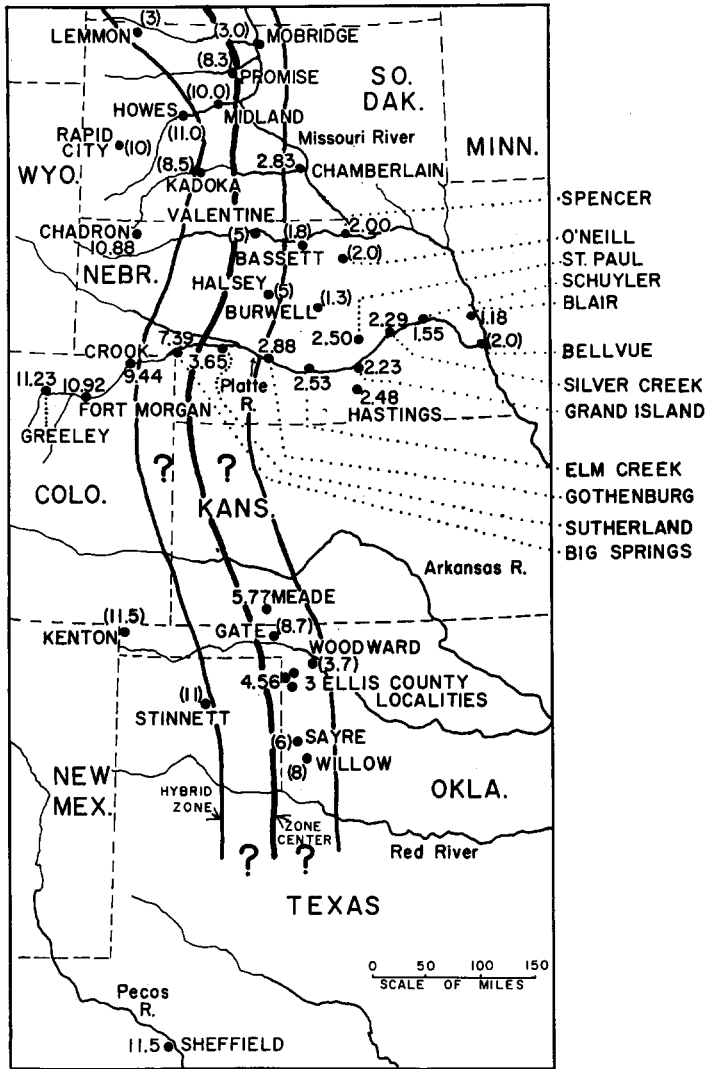 (3)
LEMMON
(3.0)
MOBRIDGE
(8.3)
PROMISE
SO.
DAK.
(10.0)
HOWES
MIDLAND
(11.0)
RAPID
CITY
(10)
Missouri River
MINN.
WYO.
(8.5)
KADOKA
2.83
CHAMBERLAIN
SPENCER
VALENTINE
CHADRON
10.88
(5)
(1.8)
2.00
BASSETT
(2.0)
O'NEILL
ST. PAUL
NEBR.
HALSEY
(5)
SCHUYLER
BURWELL
(1.3)
BLAIR
2.50
2.29
1.55
1.18
(2.0)
7.39
CROOK
3.65
2.88
BELLVUE
9.44
Platte
R.
2.53
2.23
SILVER CREEK
11.23
10.92
FORT MORGAN
2.48
HASTINGS
GRAND ISLAND
GREELEY
? ?
ELM CREEK
COLO.
KANS.
GOTHENBURG
SUTHERLAND
BIG SPRINGS
Arkansas R.
5.77 MEADE
(11.5)
KENTON
GATE
(8.7)
WOODWARD
(3.7)
4.56
3 ELLIS COUNTY
LOCALITIES
(11)
STINNETT
(6)
SAYRE
(8)
WILLOW
NEW
MEX.
OKLA.
HYBRID
ZONE
ZONE
CENTER
Red River
? ?
TEXAS
0 50 100 150
SCALE OF MILES
Pecos
R.
11.5
SHEFFIELD